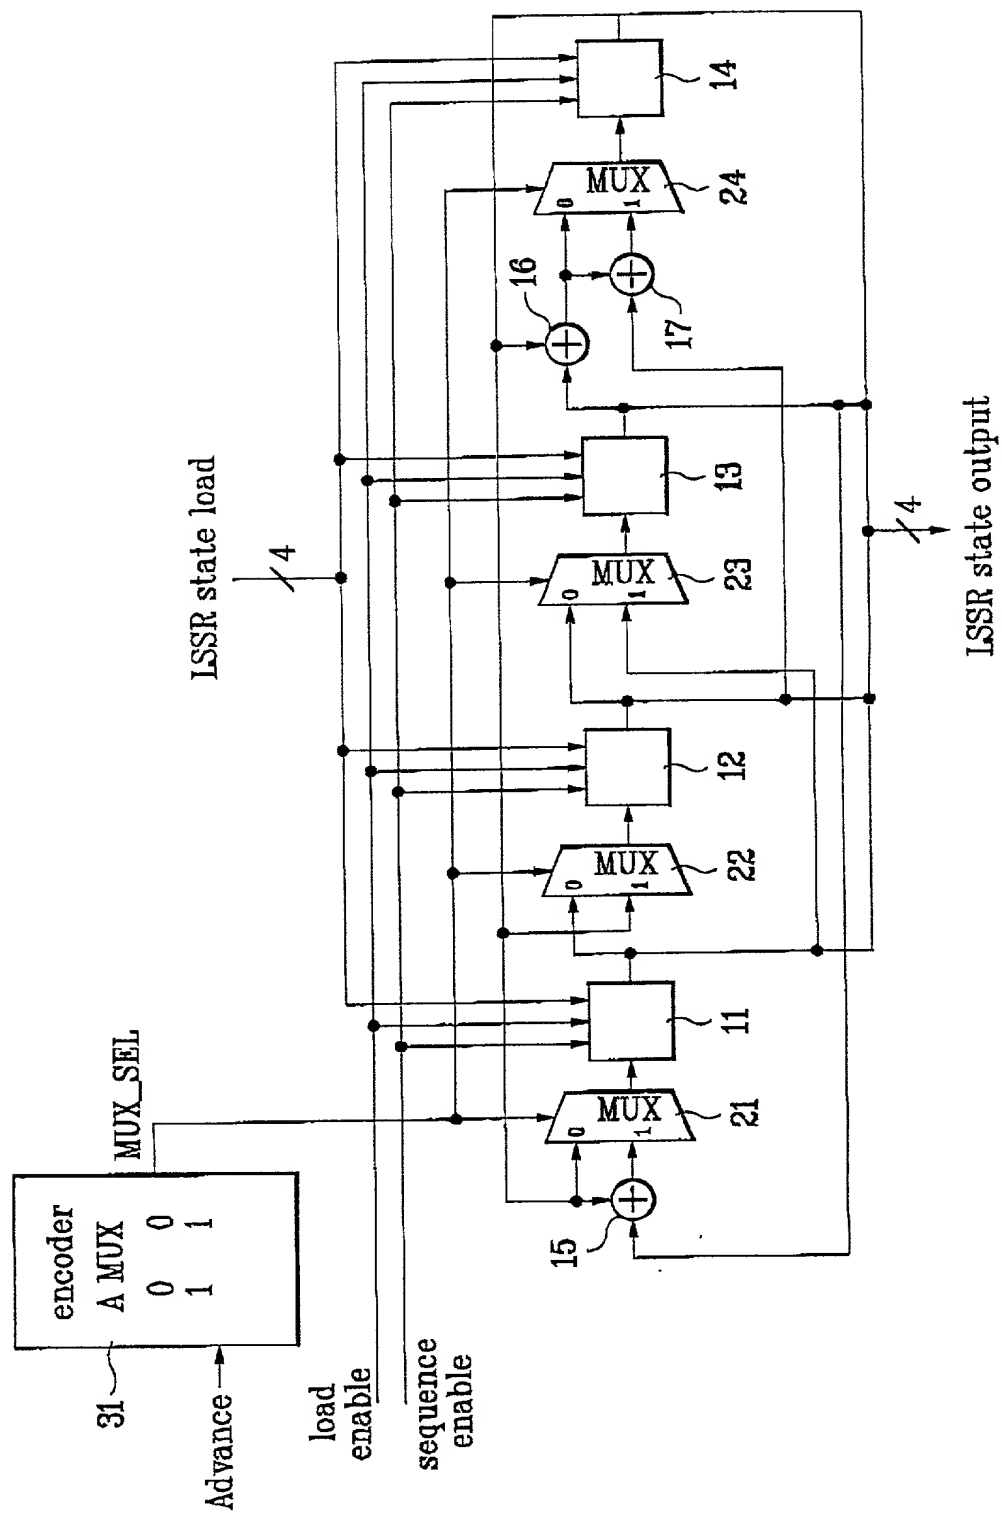 encoder
A MUX
0 0
1 1
31
Advance
MUX_SEL
load
enable
sequence
enable
LSSR state load
4
15
MUX
0
1
21
11
MUX
0
1
22
12
MUX
0
1
23
13
16
17
MUX
0
1
24
14
4
LSSR state output